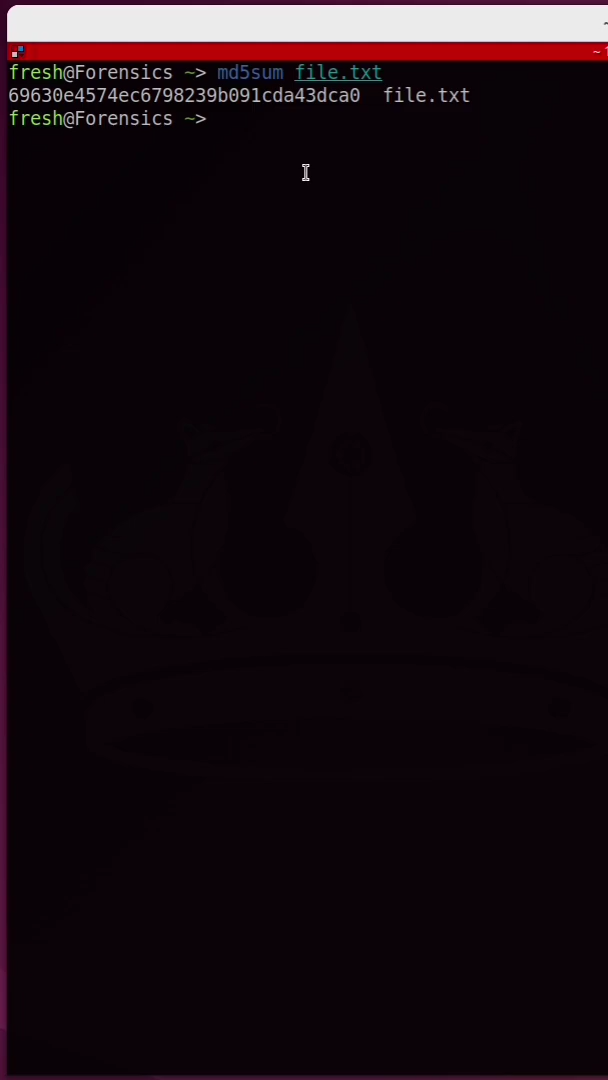 fresh@Forensics ~> md5sum file.txt
69630e4574ec6798239b091cda43dca0  file.txt
fresh@Forensics ~>